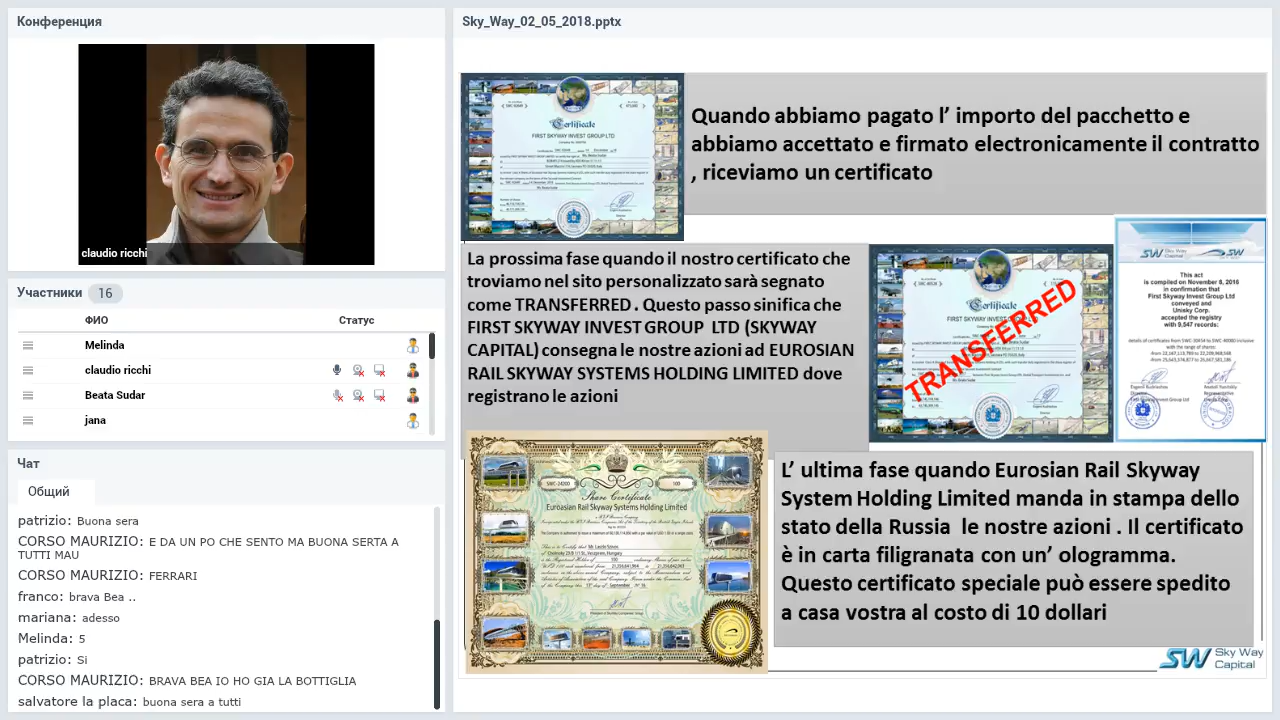 Конференция
claudio ricchi
Участники 16
ФИО Статус
Melinda
claudio ricchi
Beata Sudar
jana
Чат
Общий
patrizio: Buona sera
CORSO MAURIZIO: E DA UN PO CHE SENTO MA BUONA SERTA A
TUTTI MAU
CORSO MAURIZIO: FERRARI
franco: brava Bea ..
mariana: adesso
Melinda: 5
patrizio: Si
CORSO MAURIZIO: BRAVA BEA IO HO GIA LA BOTTIGLIA
salvatore la placa: buona sera a tutti
Sky_Way_02_05_2018.pptx
Certificate
FIRST SKYWAY INVEST GROUP LTD
Quando abbiamo pagato l’ importo del pacchetto e
abbiamo accettato e firmato electronicamente il contratto
, riceviamo un certificato
La prossima fase quando il nostro certificato che
troviamo nel sito personalizzato sarà segnato
come TRANSFERRED . Questo passo sinifica che
FIRST SKYWAY INVEST GROUP LTD (SKYWAY
CAPITAL) consegna le nostre azioni ad EUROSIAN
RAIL SKYWAY SYSTEMS HOLDING LIMITED dove
registrano le azioni
Certificate
TRANSFERRED
SW Sky Way Capital
SW
This act
is compiled on November 8, 2016
in confirmation that
First Skyway Invest Group Ltd
conveyed and
Unisky Corp.
accepted the registry
with 9,547 records:
Share Certificate
Euroasian Rail Skyway Systems Holding Limited
L’ ultima fase quando Eurosian Rail Skyway
System Holding Limited manda in stampa dello
stato della Russia le nostre azioni . Il certificato
è in carta filigranata con un ologramma.
Questo certificato speciale può essere spedito
a casa vostra al costo di 10 dollari
SW Sky Way
Capital